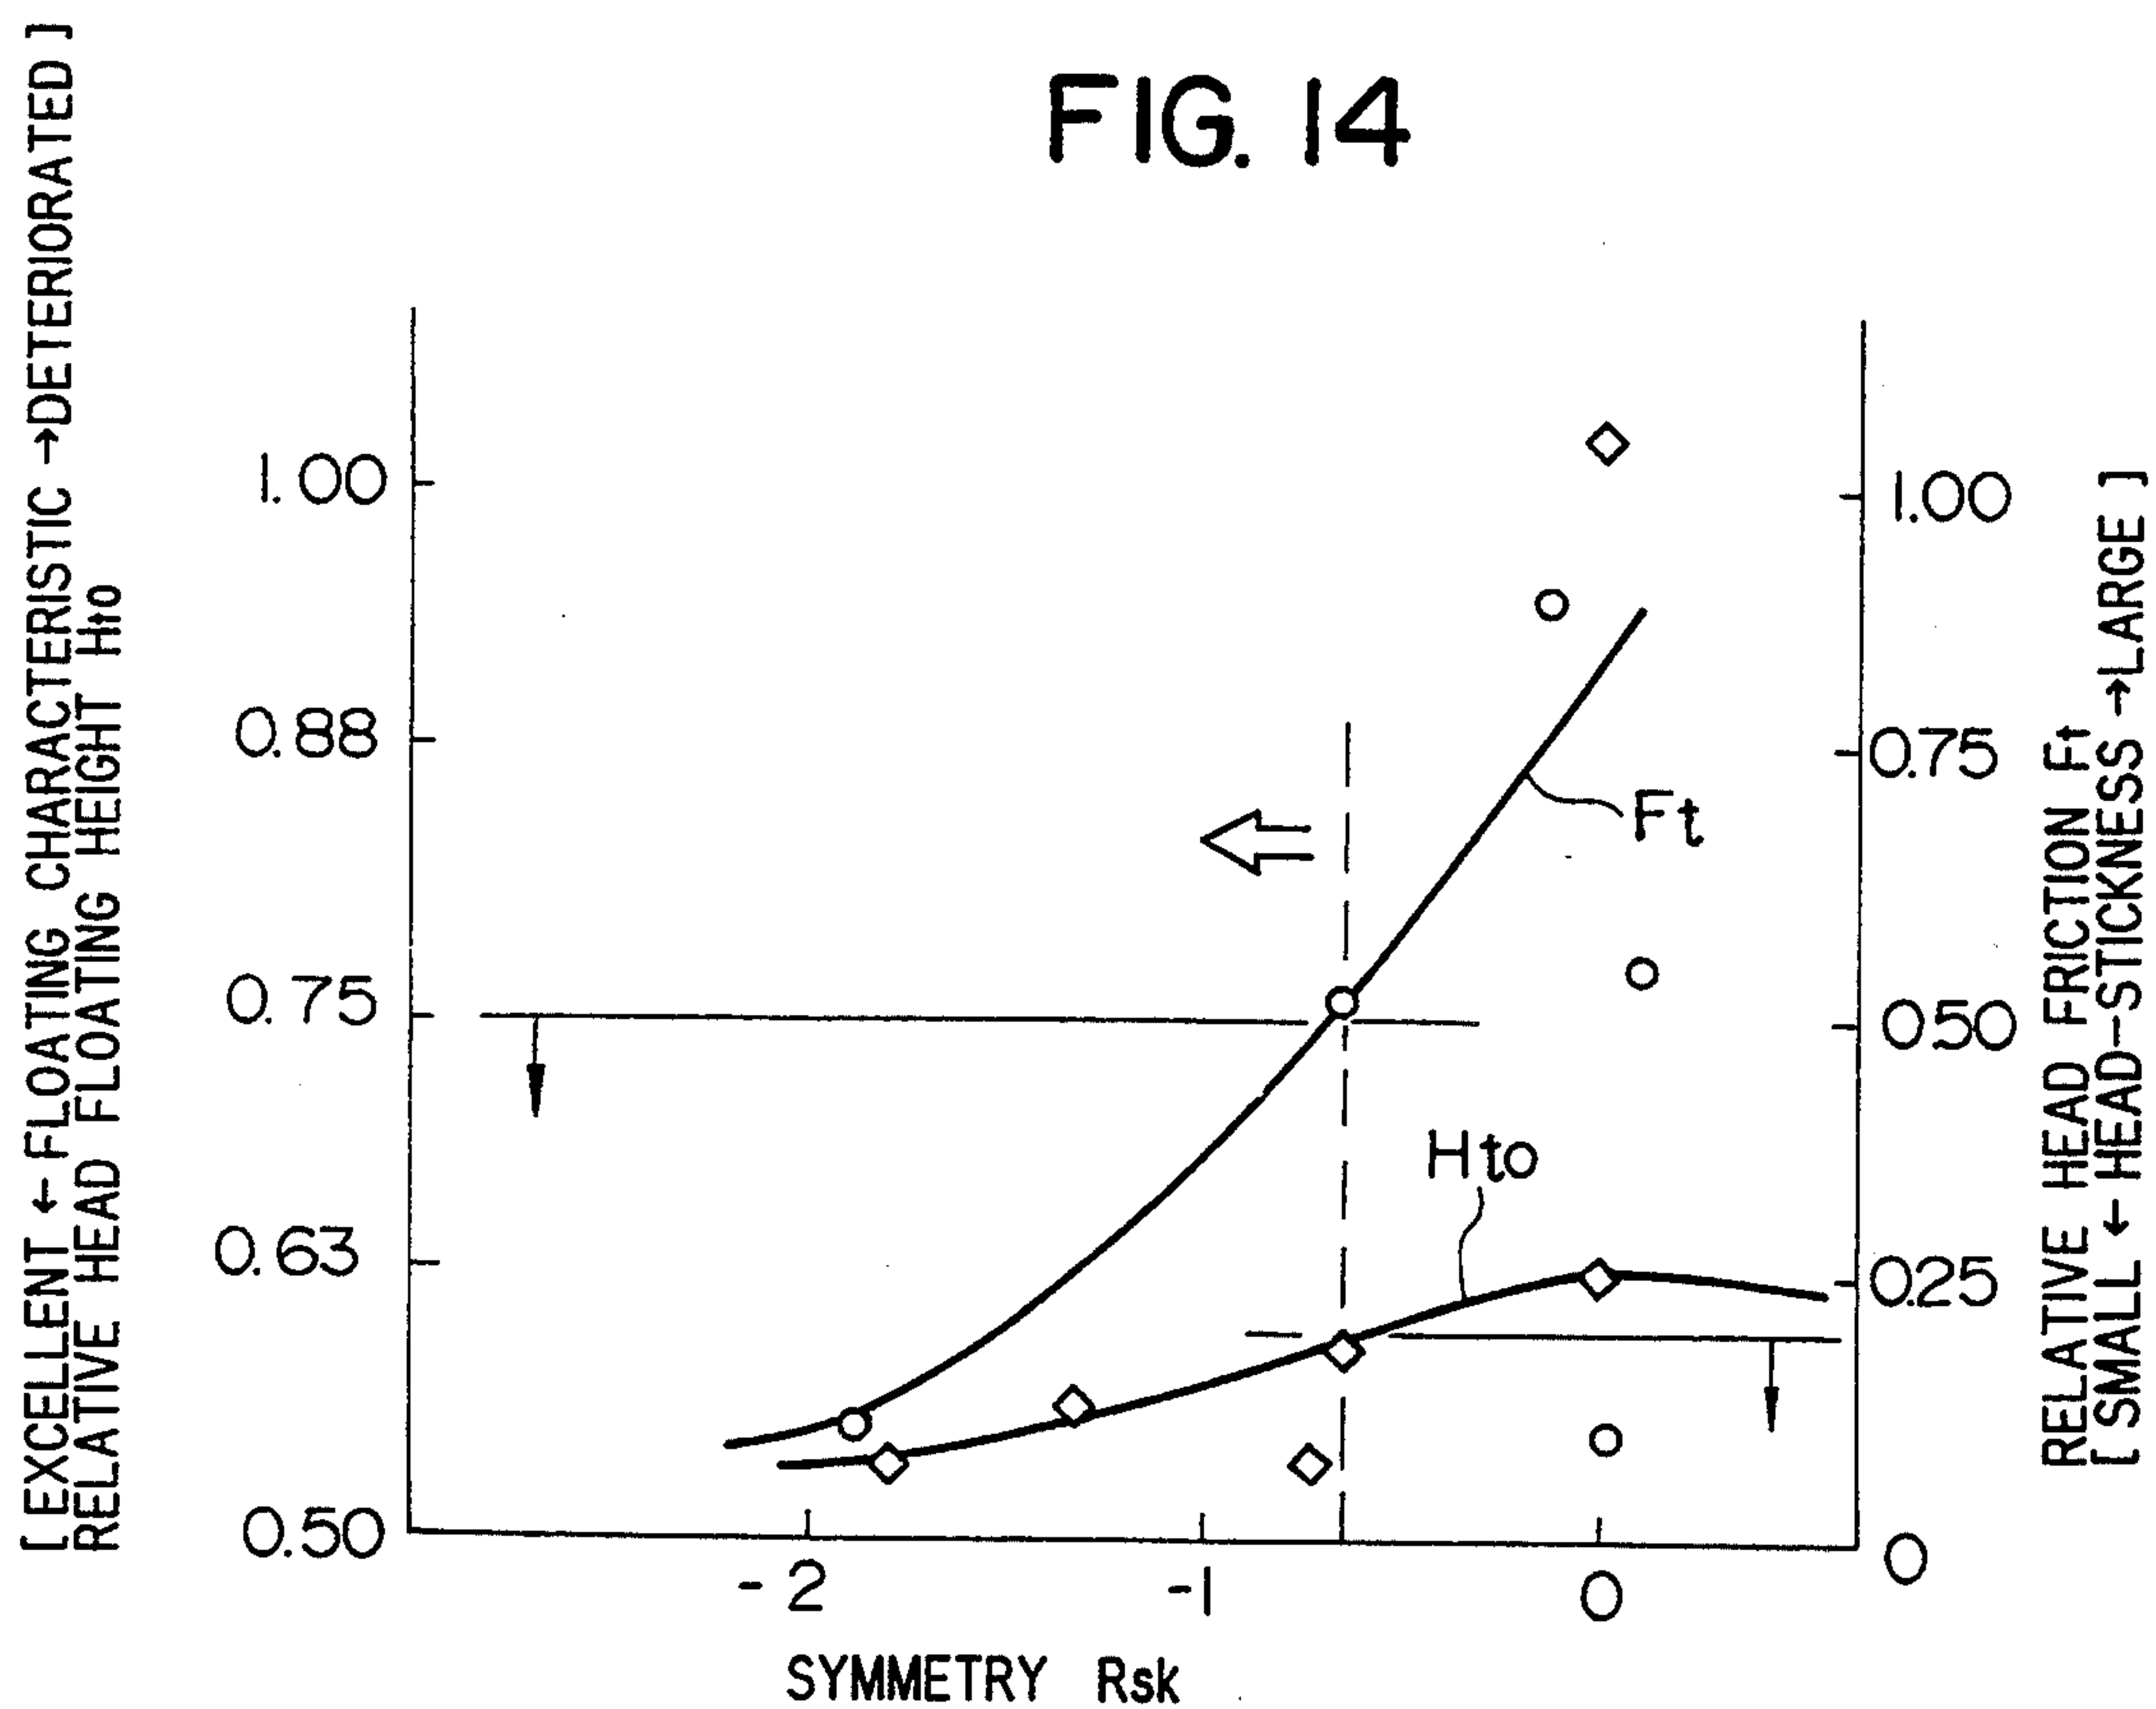 FIG. 14
[EXCELLENT ← FLOATING CHARACTERISTIC →DETERIORATED]
RELATIVE HEAD FLOATING HEIGHT Hto
1.00
0.88
0.75
0.63
0.50
Ft
Hto
1.00
0.75
0.50
0.25
0
RELATIVE HEAD FRICTION Ft
[SMALL ← HEAD-STICKNESS →LARGE]
-2
-1
0
SYMMETRY Rsk